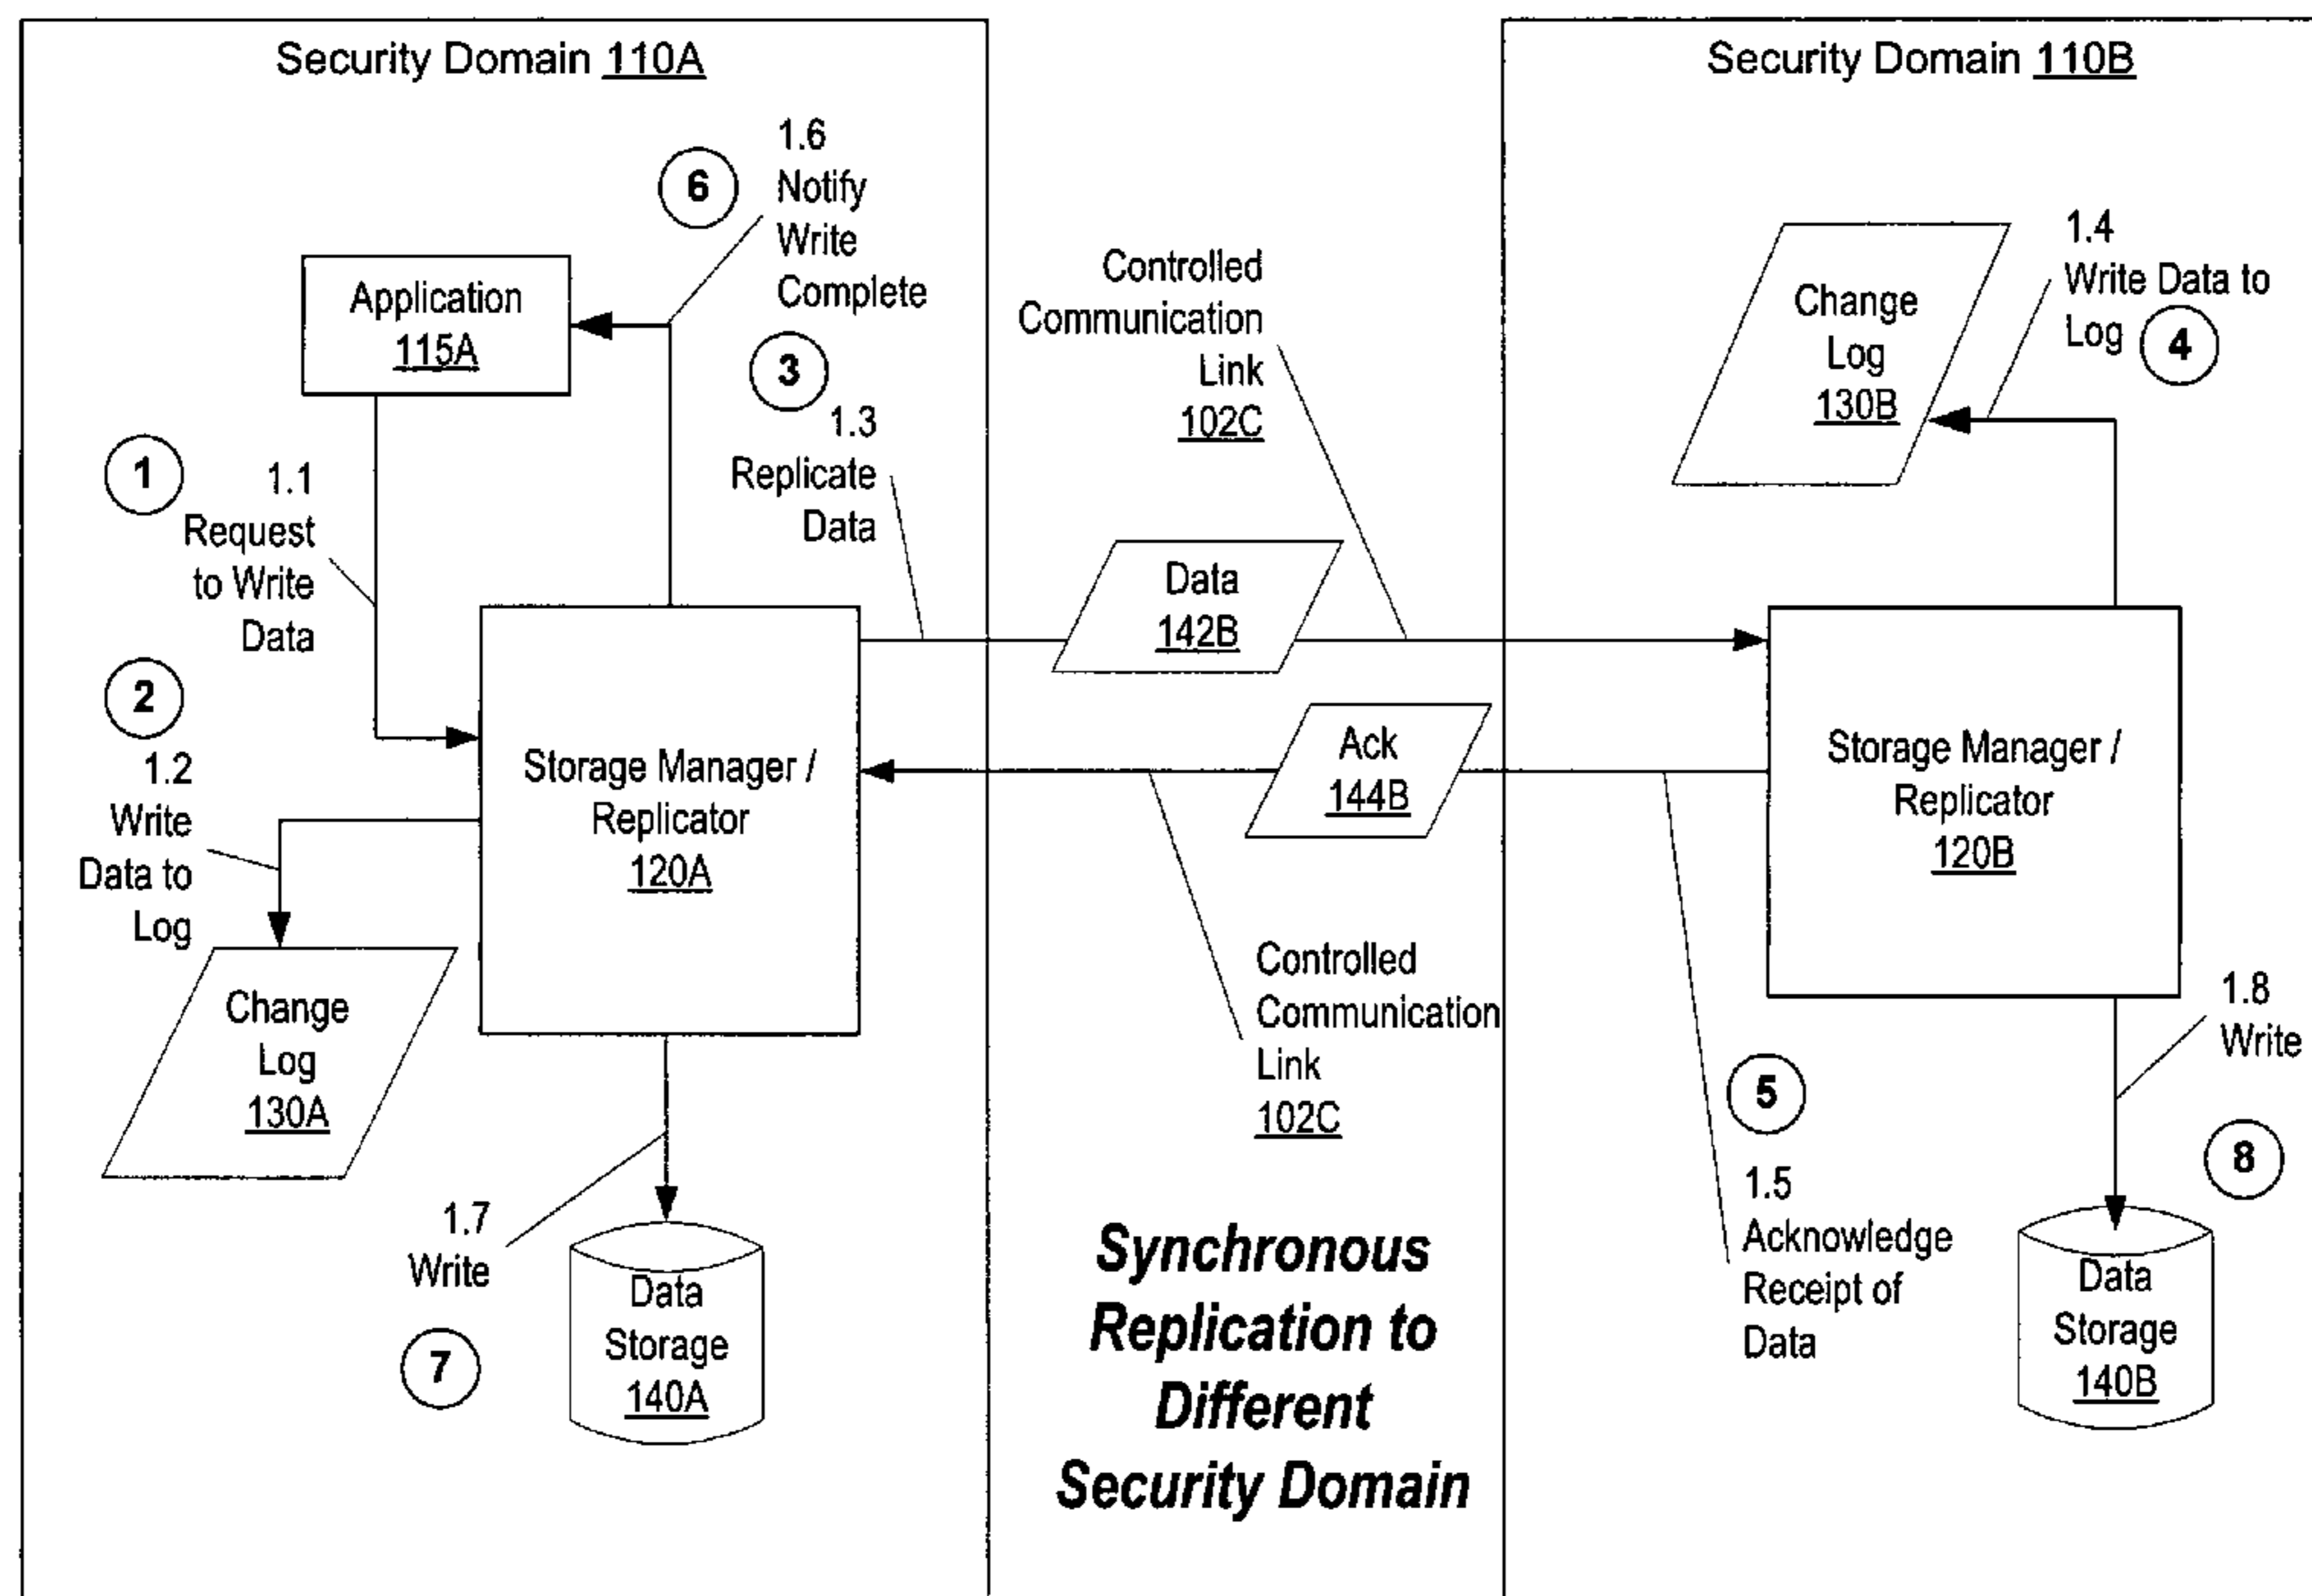 Security Domain 110A
1.6
Notify
Write
Complete
6
Application
115A
3
1.3
Replicate
Data
1
1.1
Request
to Write
Data
2
1.2
Write
Data to
Log
Storage Manager /
Replicator
120A
Change
Log
130A
1.7
Write
7
Data
Storage
140A
Controlled
Communication
Link
102C
Data
142B
Ack
144B
Controlled
Communication
Link
102C
Synchronous
Replication to
Different
Security Domain
Security Domain 110B
Change
Log
130B
1.4
Write Data to
Log
4
Storage Manager /
Replicator
120B
1.8
Write
8
5
1.5
Acknowledge
Receipt of
Data
Data
Storage
140B